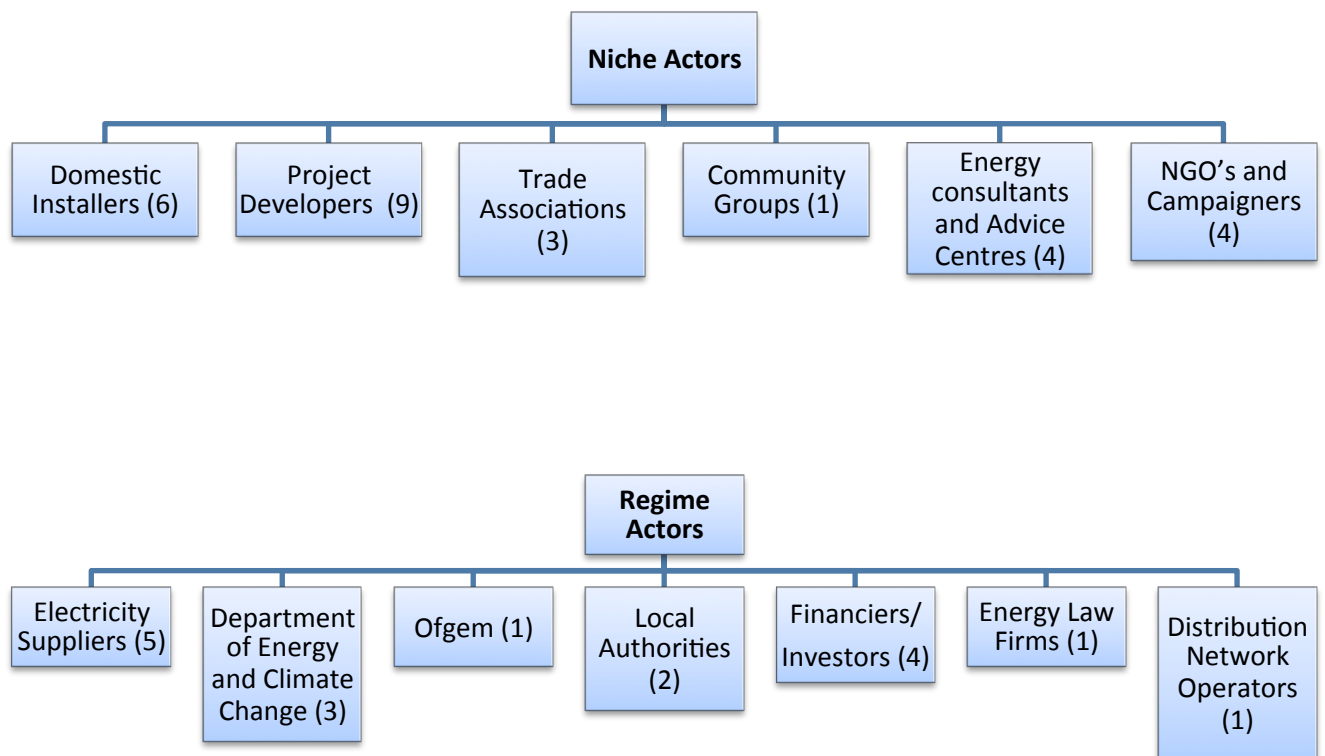 Niche Actors
Domestic
Installers (6)
Project
Developers (9)
Trade
Associations
(3)
Community
Groups (1)
Energy
consultants
and Advice
Centres (4)
NGO’s and
Campaigners
(4)
Regime
Actors
Electricity
Suppliers (5)
Department
of Energy
and Climate
Change (3)
Ofgem (1)
Local
Authorities
(2)
Financiers/
Investors (4)
Energy Law
Firms (1)
Distribution
Network
Operators
(1)